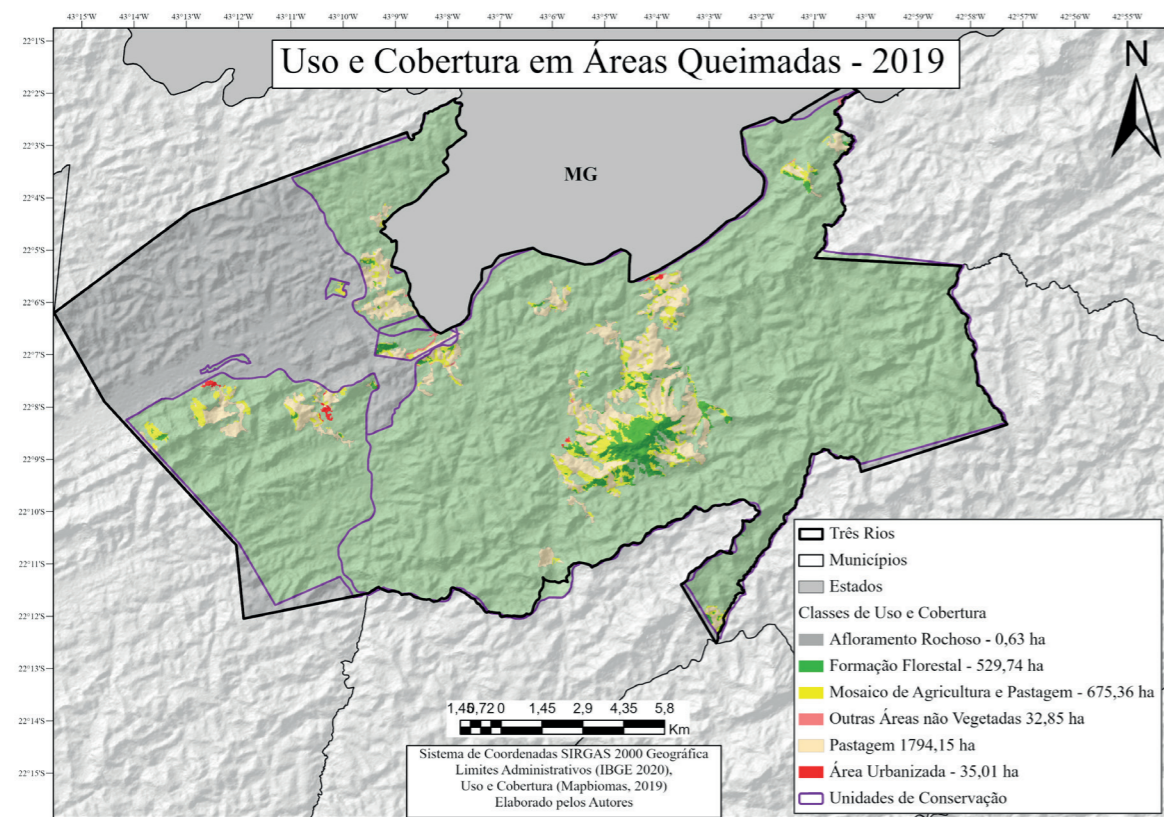 43°15'W 43°14'W 43°13'W 43°12'W 43°11'W 43°10'W 43°9'W 43°8'W 43°7'W 43°6'W 43°5'W 43°4'W 43°3'W 43°2'W 43°1'W 42°59'W 42°58'W 42°57'W 42°56'W 42°55'W
Uso e Cobertura em Áreas Queimadas - 2019
N
MG
22°1'S
22°2'S
22°3'S
22°4'S
22°5'S
22°6'S
22°7'S
22°8'S
22°9'S
22°10'S
22°11'S
22°12'S
22°13'S
22°14'S
22°15'S
1,45 0,72 0 1,45 2,9 4,35 5,8
Km
Sistema de Coordenadas SIRGAS 2000 Geográfica
Limites Administrativos (IBGE 2020),
Uso e Cobertura (Mapbiomas, 2019)
Elaborado pelos Autores
Três Rios
Municípios
Estados
Classes de Uso e Cobertura
Afloramento Rochoso - 0,63 ha
Formação Florestal - 529,74 ha
Mosaico de Agricultura e Pastagem - 675,36 ha
Outras Áreas não Vegetadas 32,85 ha
Pastagem 1794,15 ha
Área Urbanizada - 35,01 ha
Unidades de Conservação